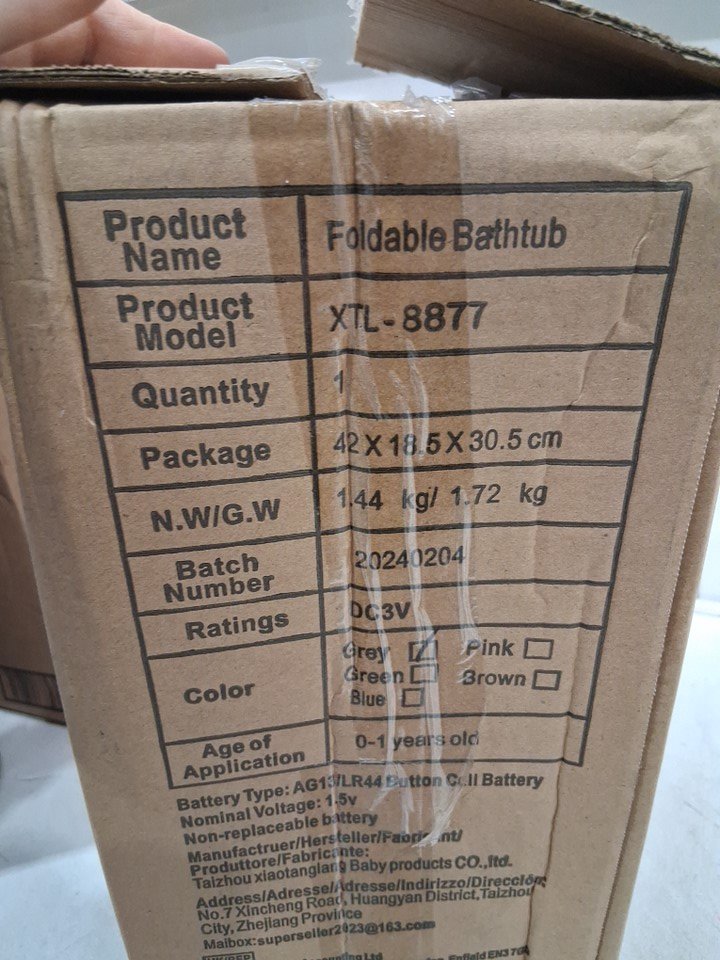 Product Name Foldable Bathtub
Product Model XTL-8877
Quantity 1
Package 42 X 18.5 X 30.5 cm
N.W/G.W 1.44 kg/ 1.72 kg
Batch Number 20240204
Ratings DC3V
Color Grey Pink
Green Brown
Blue
Age of Application 0-1 years old
Battery Type: AG13/LR44 Button Cell Battery
Nominal Voltage: 1.5v
Non-replaceable battery
Manufactruer/Hersteller/Fabricant/
Produttore/Fabricante:
Taizhou xiaotanglang Baby products CO.,ltd.
Address/Adresse/Adresse/Indirizzo/Dirección
No.7 Xincheng Road, Huangyan District,Taizhou
City, Zhejiang Province
Maibox:superseller2023@163.com
Enfield EN3